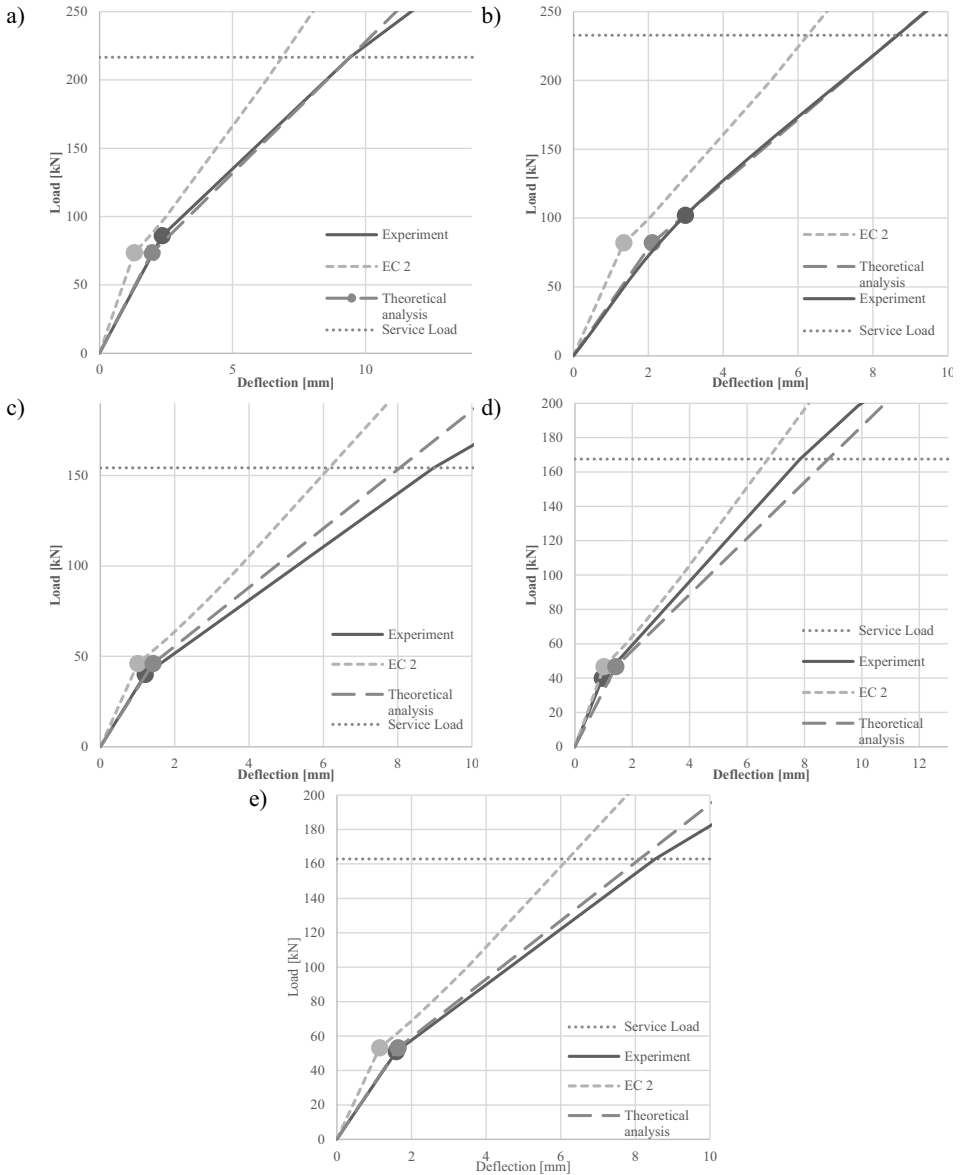 a)
250
200
150
100
50
0
Load [kN]
0
5
10
Deflection [mm]
Experiment
EC 2
Theoretical
analysis
Service Load
b)
250
200
150
100
50
0
Load [kN]
0
2
4
6
8
10
Deflection [mm]
EC 2
Theoretical
analysis
Experiment
Service Load
c)
150
100
50
0
Load [kN]
0
2
4
6
8
10
Deflection [mm]
Experiment
EC 2
Theoretical
analysis
Service Load
d)
200
180
160
140
120
100
80
60
40
20
0
Load [kN]
0
2
4
6
8
10
12
Deflection [mm]
Service Load
Experiment
EC 2
Theoretical
analysis
e)
200
180
160
140
120
100
80
60
40
20
0
Load [kN]
0
2
4
6
8
10
Deflection [mm]
Service Load
Experiment
EC 2
Theoretical
analysis